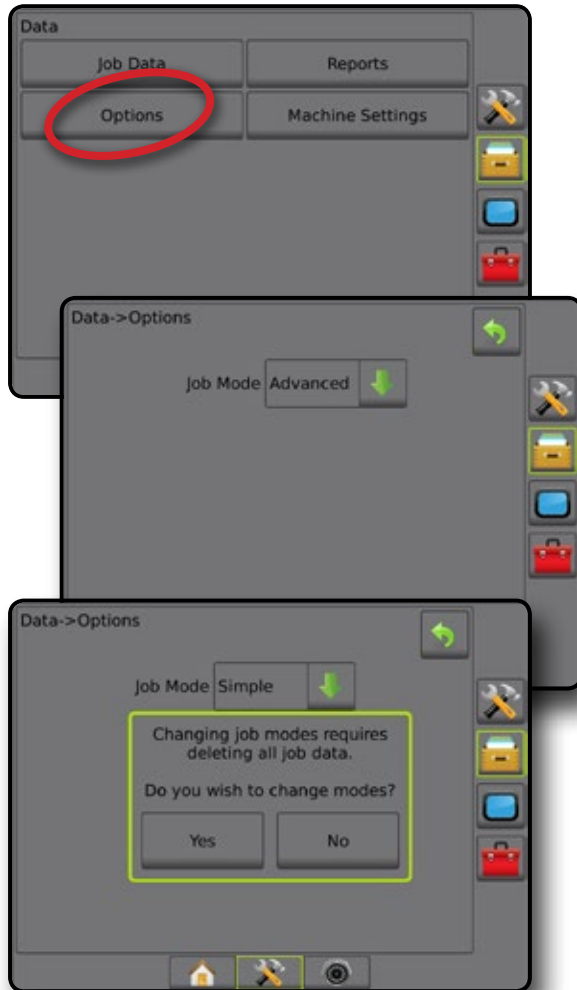 Data
Job Data Reports
Options Machine Settings
Data->Options
Job Mode Advanced
Data->Options
Job Mode Simple
Changing job modes requires
deleting all job data.
Do you wish to change modes?
Yes No